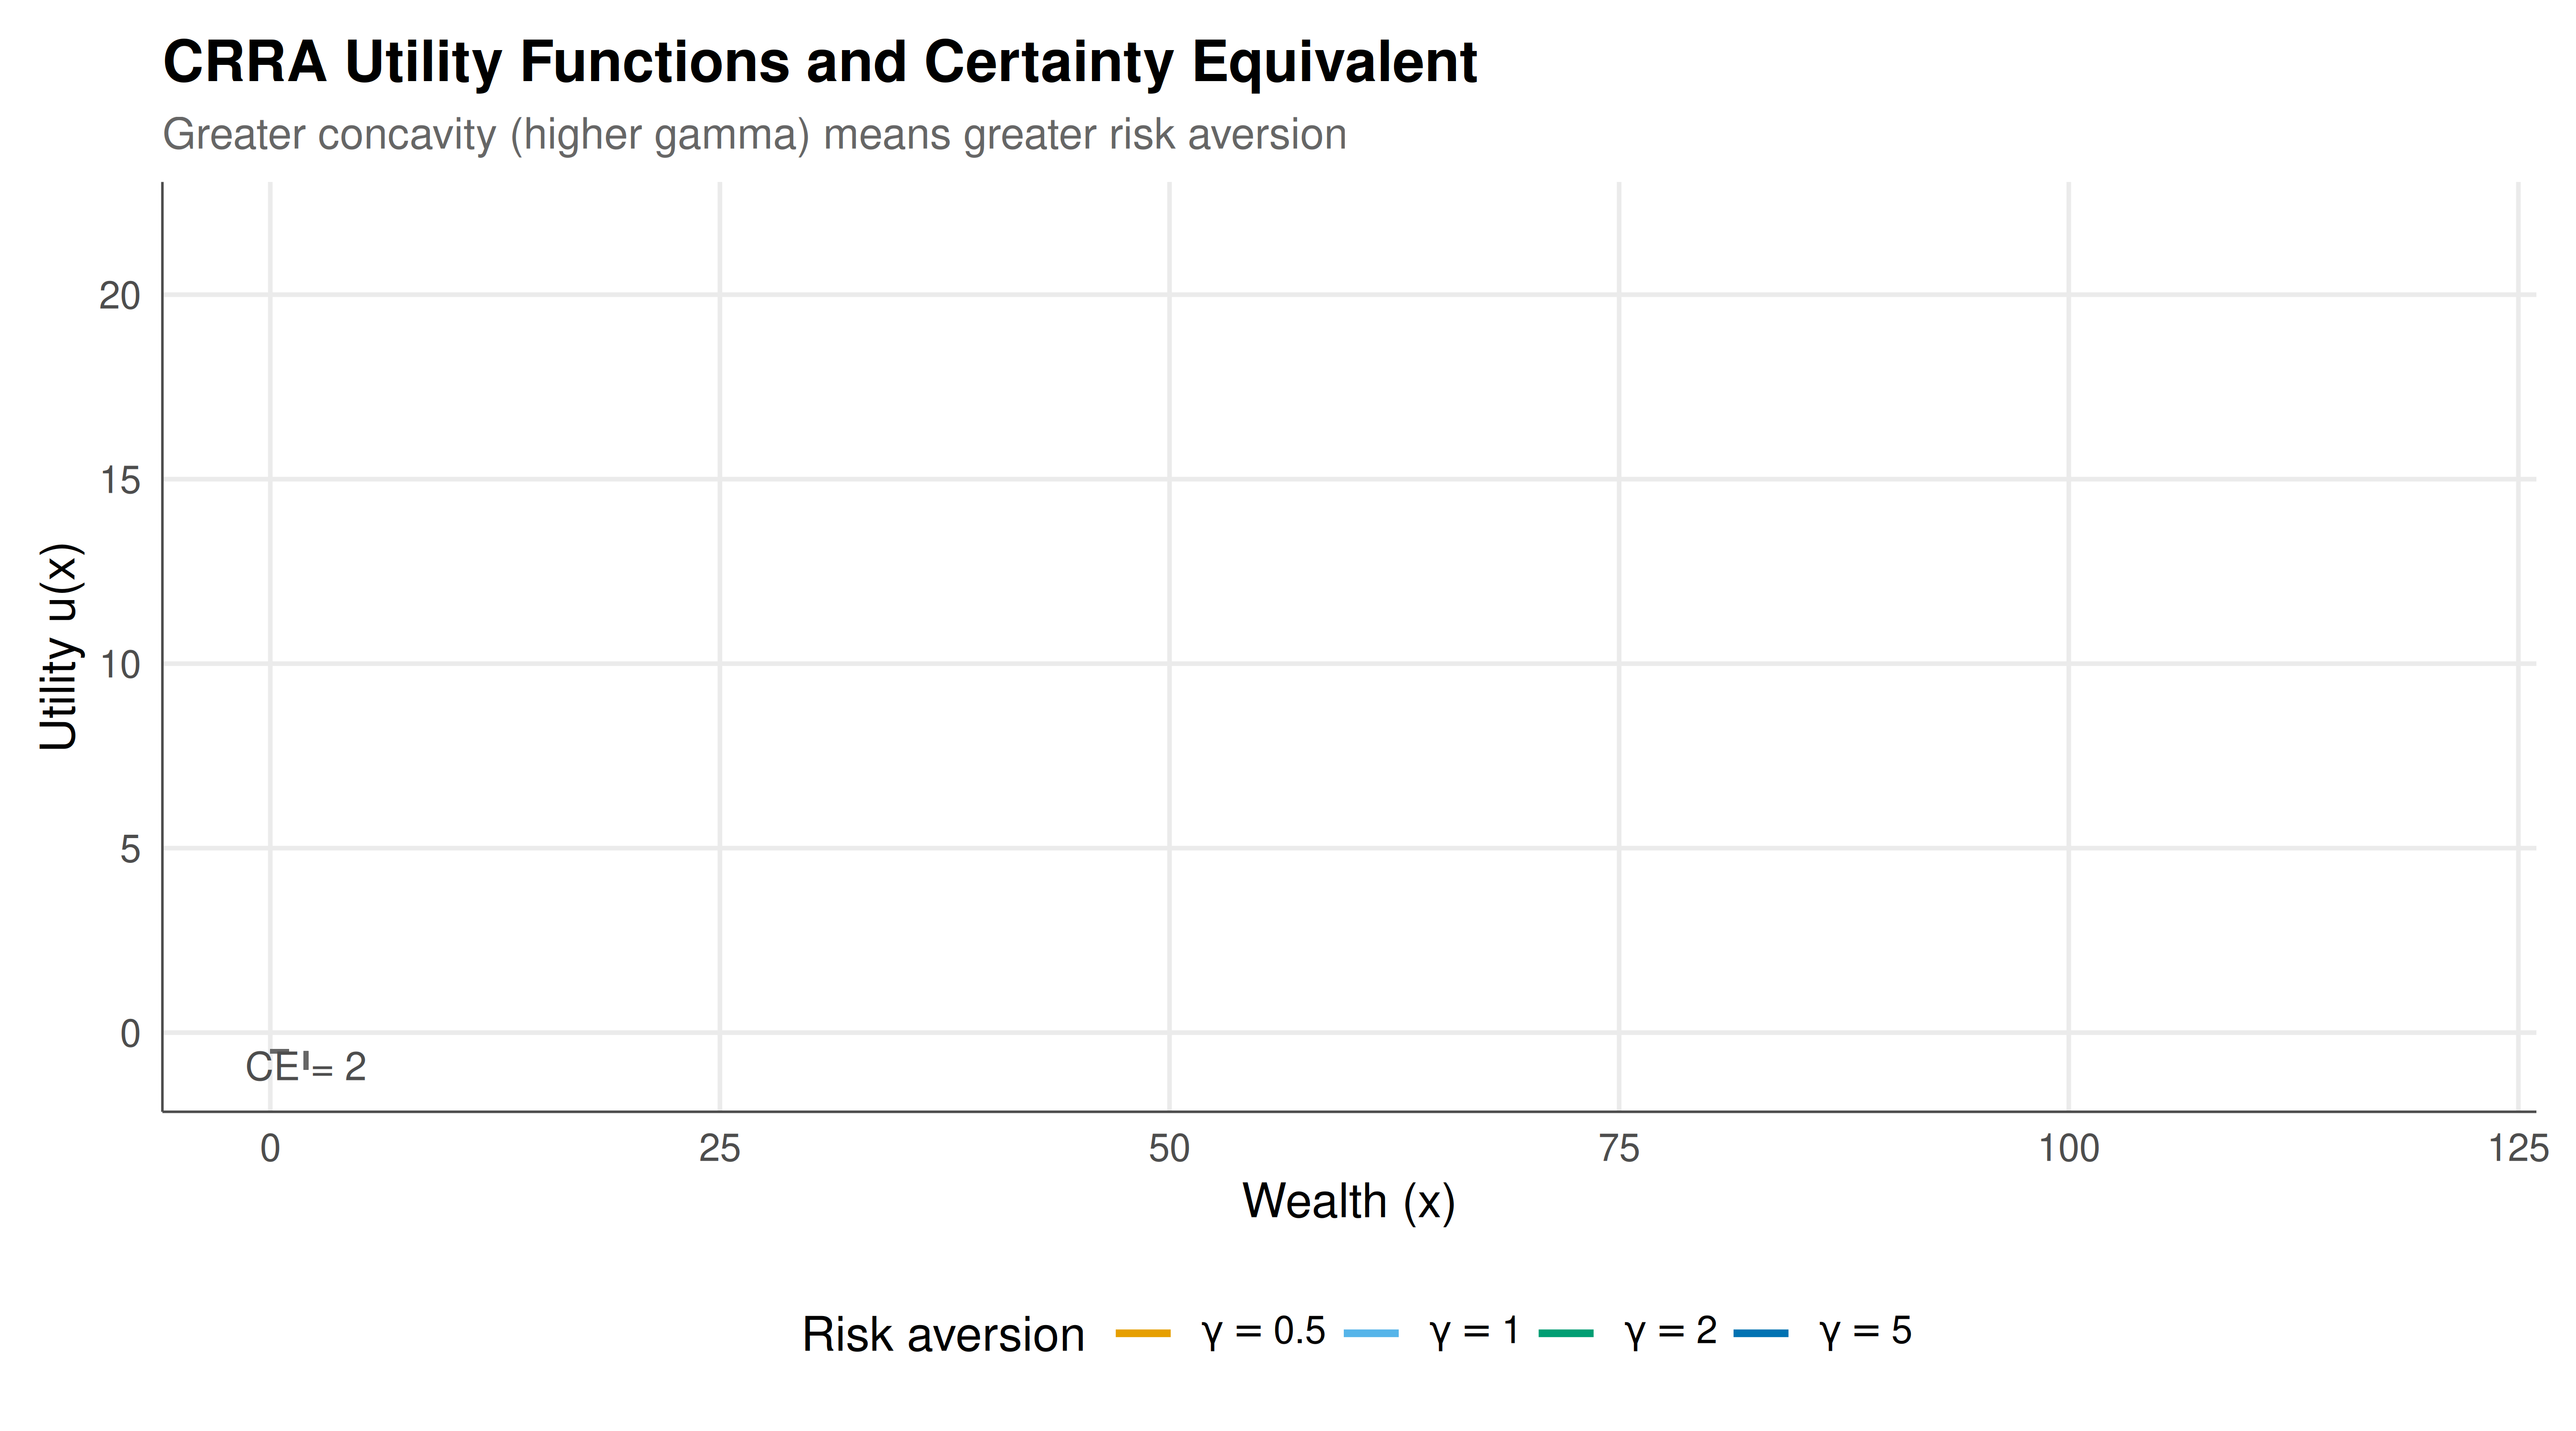 CRRA Utility Functions and Certainty Equivalent
Greater concavity (higher gamma) means greater risk aversion
Utility u(x)
20
15
10
5
0
CE = 2
0 25 50 75 100 125
Wealth (x)
Risk aversion γ = 0.5 γ = 1 γ = 2 γ = 5